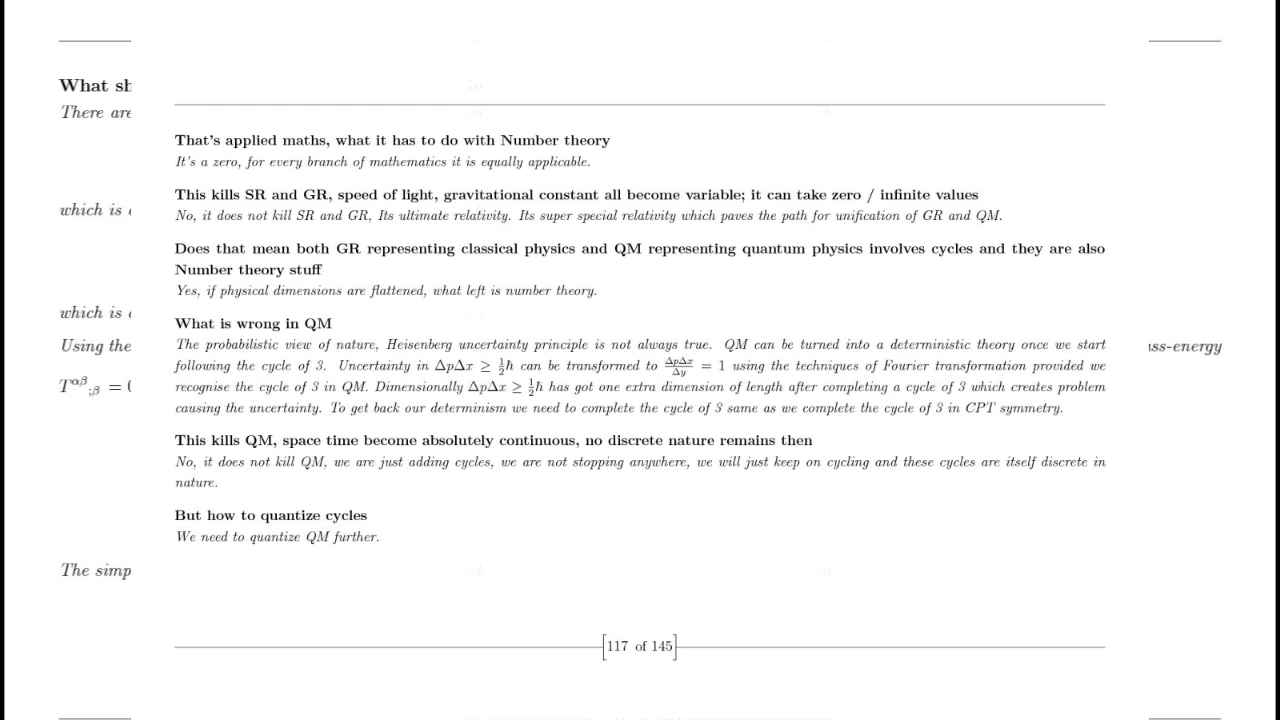 What sh
There are
which is
which is
Using the
ss-energy
T^{αβ}_{;β} =
The simp
That's applied maths, what it has to do with Number theory
It's a zero, for every branch of mathematics it is equally applicable.
This kills SR and GR, speed of light, gravitational constant all become variable; it can take zero / infinite values
No, it does not kill SR and GR, Its ultimate relativity. Its super special relativity which paves the path for unification of GR and QM.
Does that mean both GR representing classical physics and QM representing quantum physics involves cycles and they are also
Number theory stuff
Yes, if physical dimensions are flattened, what left is number theory.
What is wrong in QM
The probabilistic view of nature, Heisenberg uncertainty principle is not always true. QM can be turned into a deterministic theory once we start
following the cycle of 3. Uncertainty in ΔpΔx ≥ ½ħ can be transformed to ΔpΔx/Δy = 1 using the techniques of Fourier transformation provided we
recognise the cycle of 3 in QM. Dimensionally ΔpΔx ≥ ½ħ has got one extra dimension of length after completing a cycle of 3 which creates problem
causing the uncertainty. To get back our determinism we need to complete the cycle of 3 same as we complete the cycle of 3 in CPT symmetry.
This kills QM, space time become absolutely continuous, no discrete nature remains then
No, it does not kill QM, we are just adding cycles, we are not stopping anywhere, we will just keep on cycling and these cycles are itself discrete in
nature.
But how to quantize cycles
We need to quantize QM further.
[117 of 145]